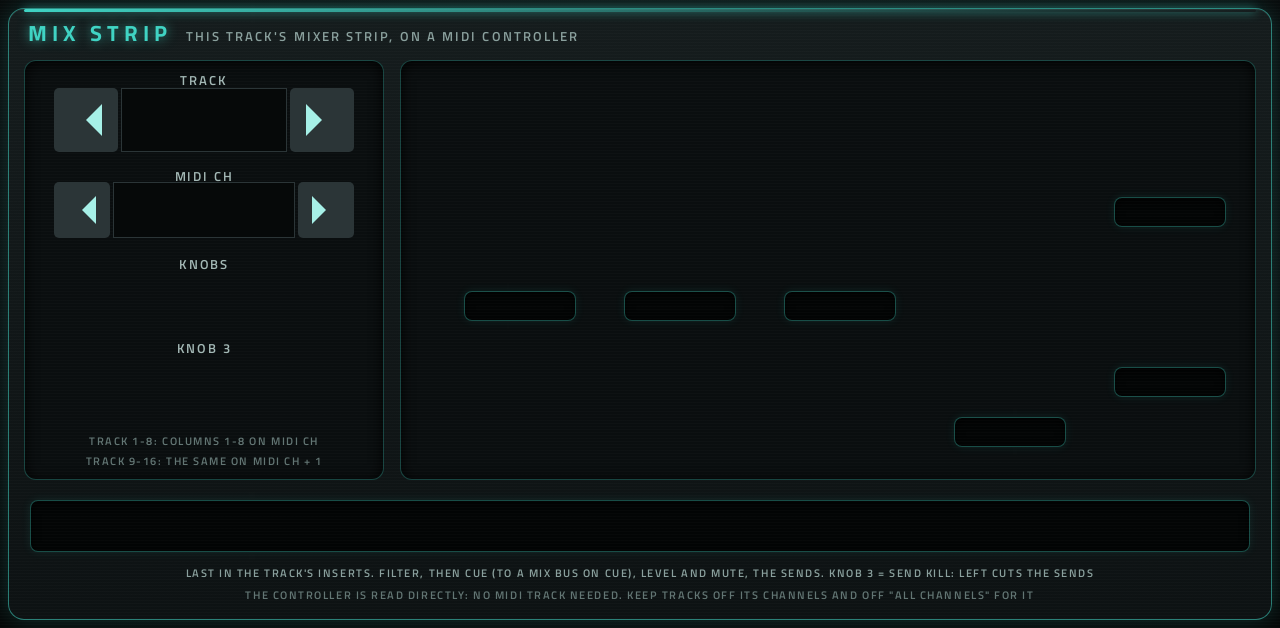 MIX STRIP THIS TRACK'S MIXER STRIP, ON A MIDI CONTROLLER
TRACK
MIDI CH
KNOBS
KNOB 3
TRACK 1-8: COLUMNS 1-8 ON MIDI CH
TRACK 9-16: THE SAME ON MIDI CH + 1
LAST IN THE TRACK'S INSERTS. FILTER, THEN CUE (TO A MIX BUS ON CUE), LEVEL AND MUTE, THE SENDS. KNOB 3 = SEND KILL: LEFT CUTS THE SENDS
THE CONTROLLER IS READ DIRECTLY: NO MIDI TRACK NEEDED. KEEP TRACKS OFF ITS CHANNELS AND OFF "ALL CHANNELS" FOR IT